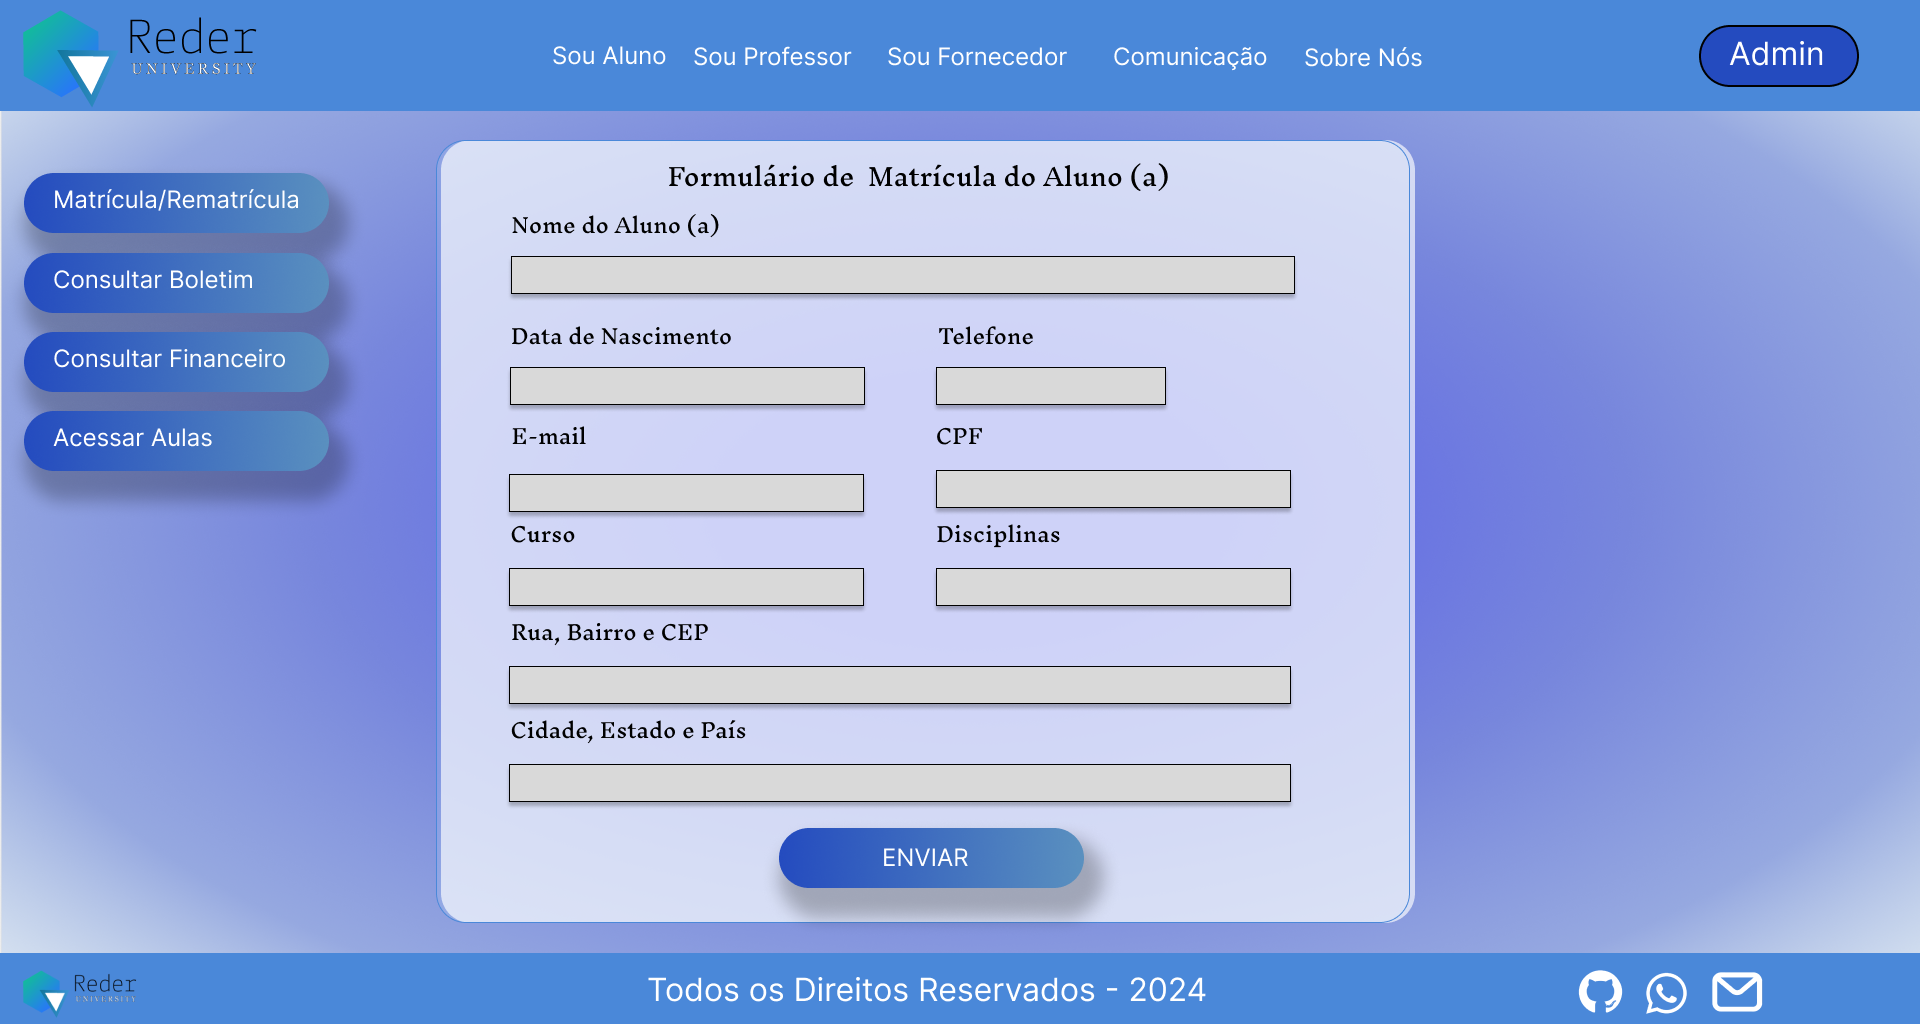 Reder
UNIVERSITY
Sou Aluno
Sou Professor
Sou Fornecedor
Comunicação
Sobre Nós
Admin
Matrícula/Rematrícula
Consultar Boletim
Consultar Financeiro
Acessar Aulas
Formulário de Matrícula do Aluno (a)
Nome do Aluno (a)
Data de Nascimento
Telefone
E-mail
CPF
Curso
Disciplinas
Rua, Bairro e CEP
Cidade, Estado e País
ENVIAR
Reder
UNIVERSITY
Todos os Direitos Reservados - 2024